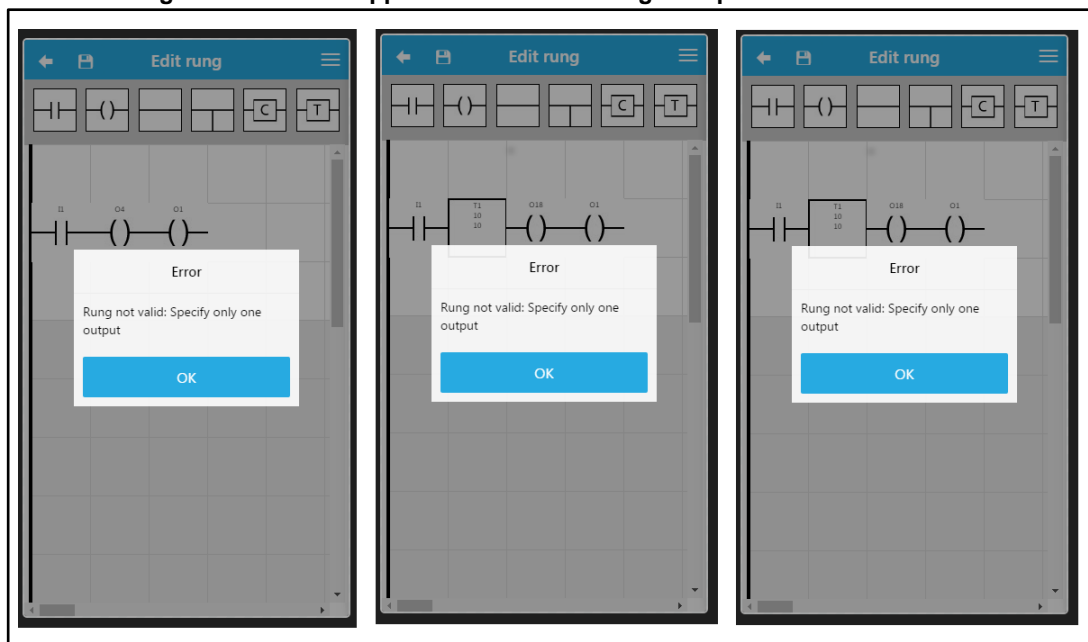 Edit rung
C
T
I1 O4 O1
Error
Rung not valid: Specify only one
output
OK
Edit rung
C
T
I1 T1 O18 O1
10
10
Error
Rung not valid: Specify only one
output
OK
Edit rung
C
T
I1 T1 O18 O1
10
10
Error
Rung not valid: Specify only one
output
OK